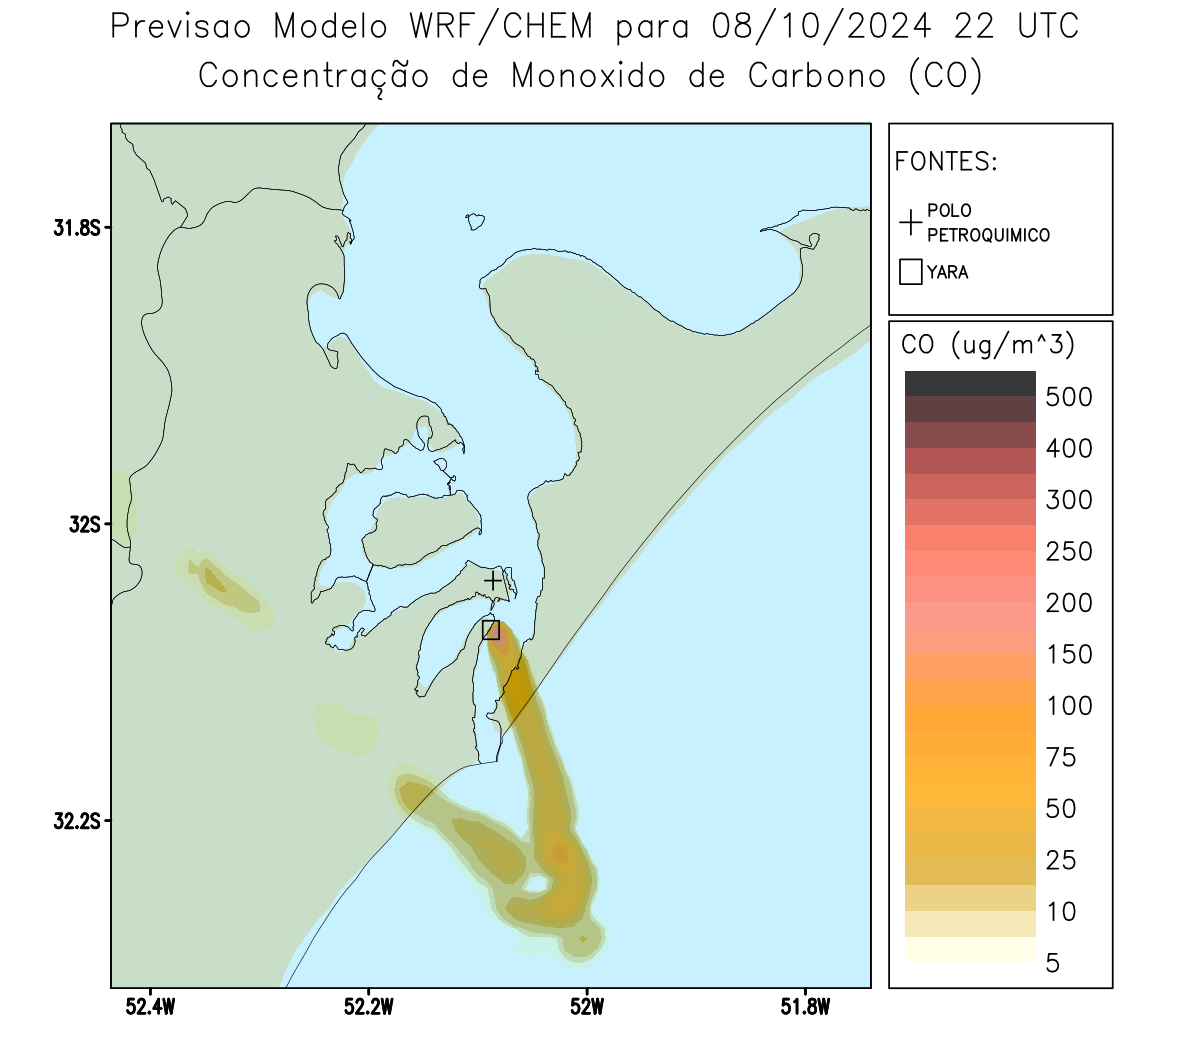 Previsao Modelo WRF/CHEM para 08/10/2024 22 UTC
Concentração de Monoxido de Carbono (CO)
FONTES:
POLO
PETROQUIMICO
YARA
CO (ug/m^3)
500
400
300
250
200
150
100
75
50
25
10
5
31.8S
32S
32.2S
52.4W
52.2W
52W
51.8W